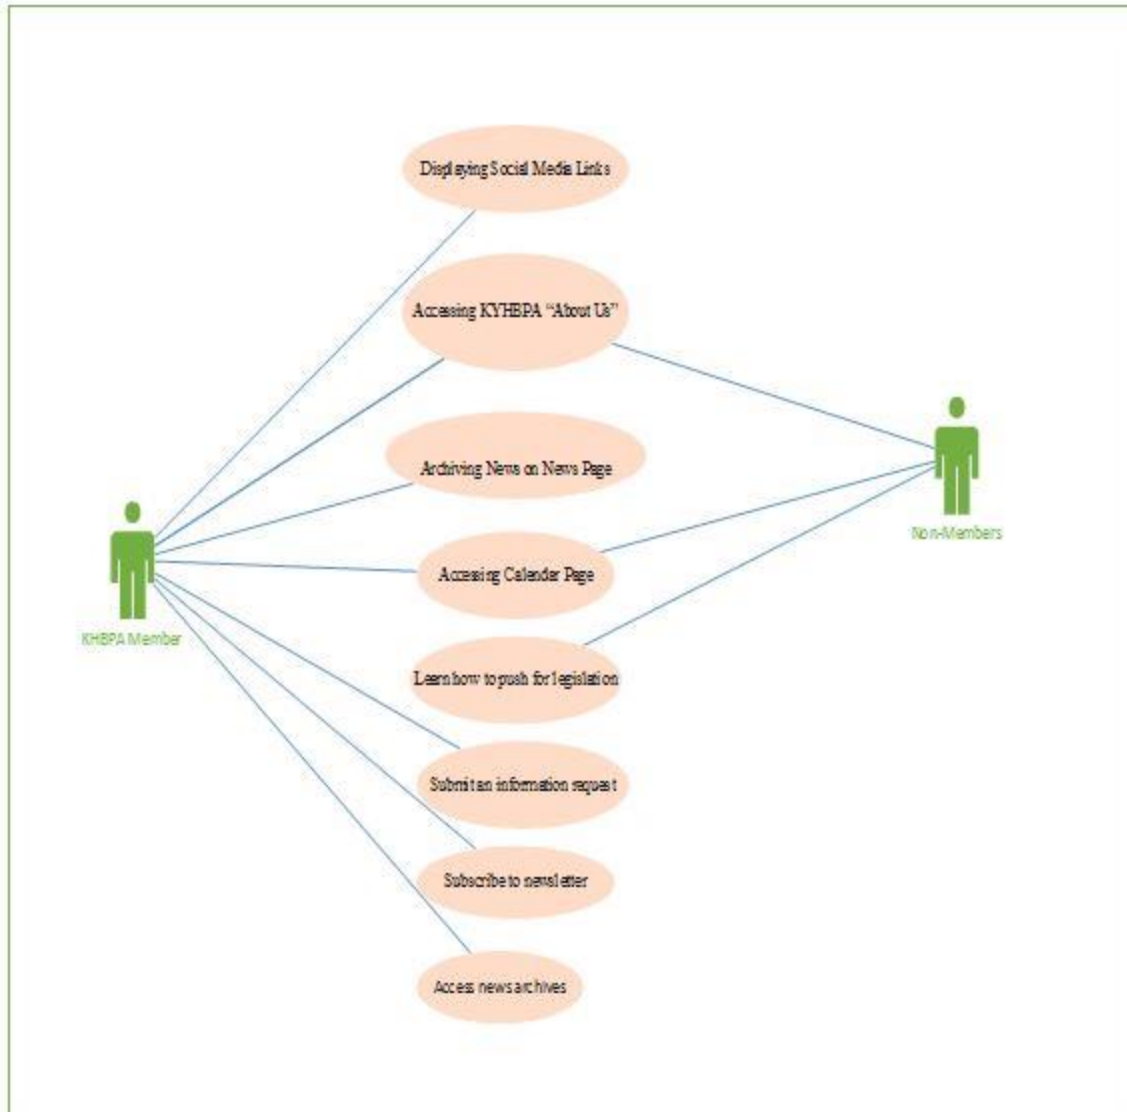 Displaying Social Media Links
Accessing KYHBPA “About Us”
Archiving News on News Page
Non-Members
Accessing Calendar Page
KHBPA Member
Learn how to push for legislation
Submit an information request
Subscribe to newsletter
Access news archives